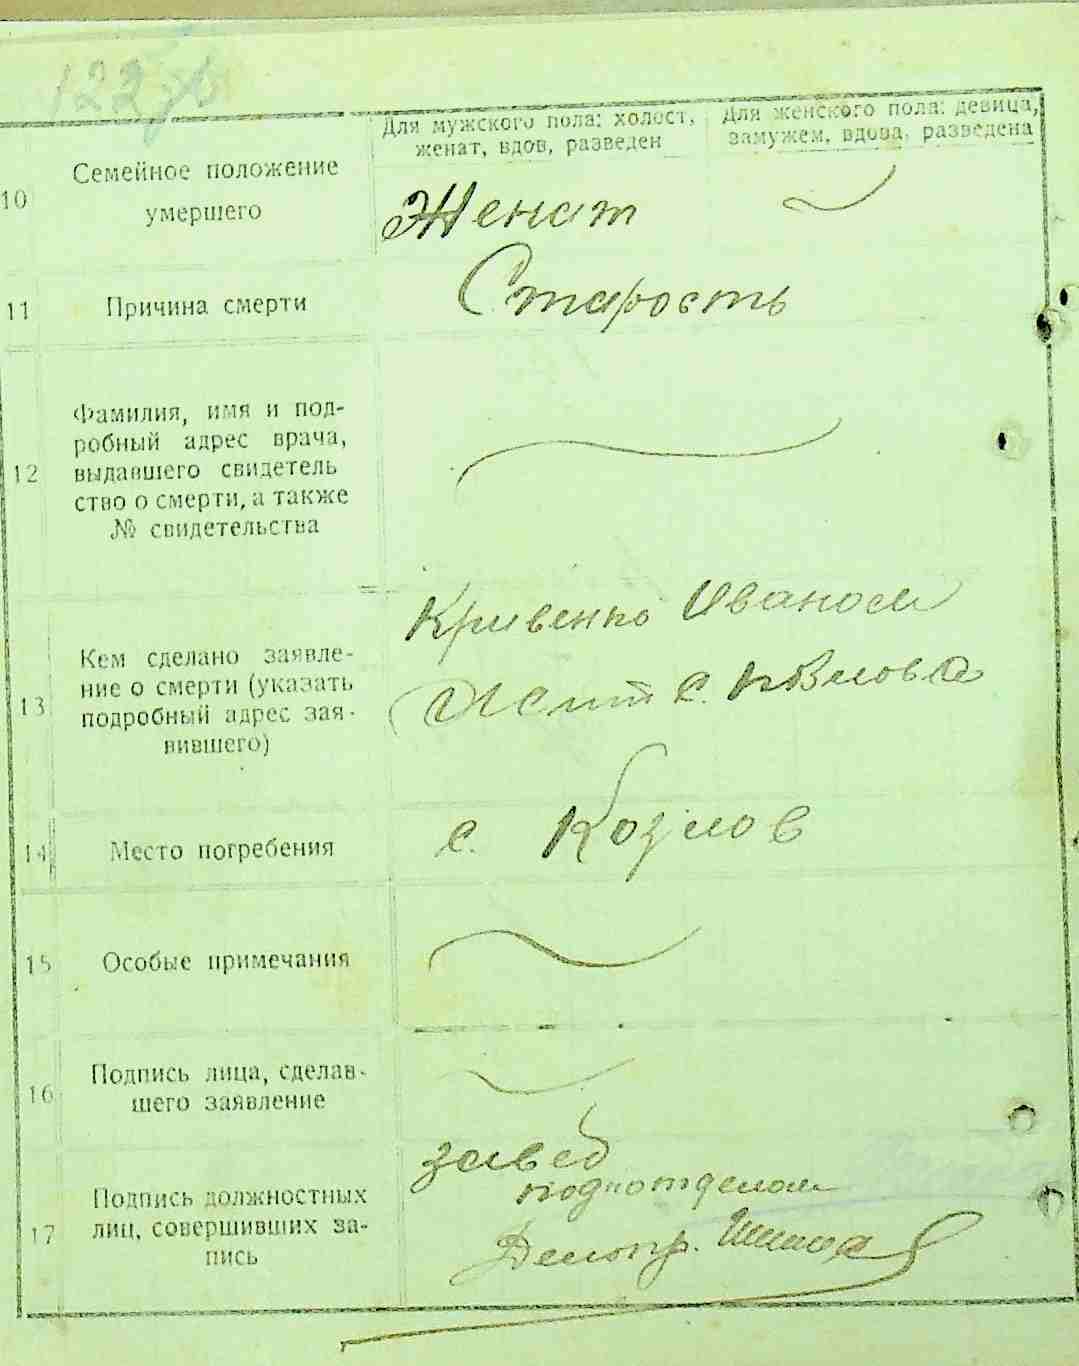 122
Для мужского пола: холост,
женат, вдов, разведен
Для женского пола: девица,
замужем, вдова, разведена
10
Семейное положение
умершего
Женат
11
Причина смерти
Старость
12
Фамилия, имя и под-
робный адрес врача,
выдавшего свидетель
ство о смерти, а также
№ свидетельства
13
Кем сделано заявле-
ние о смерти (указать
подробный адрес зая-
вившего)
Кривенко Иваном
с.
14
Место погребения
с. Козлов
15
Особые примечания
16
Подпись лица, сделав-
шего заявление
17
Подпись должностных
лиц, совершивших за-
пись
завед
подотделом
Делопр.